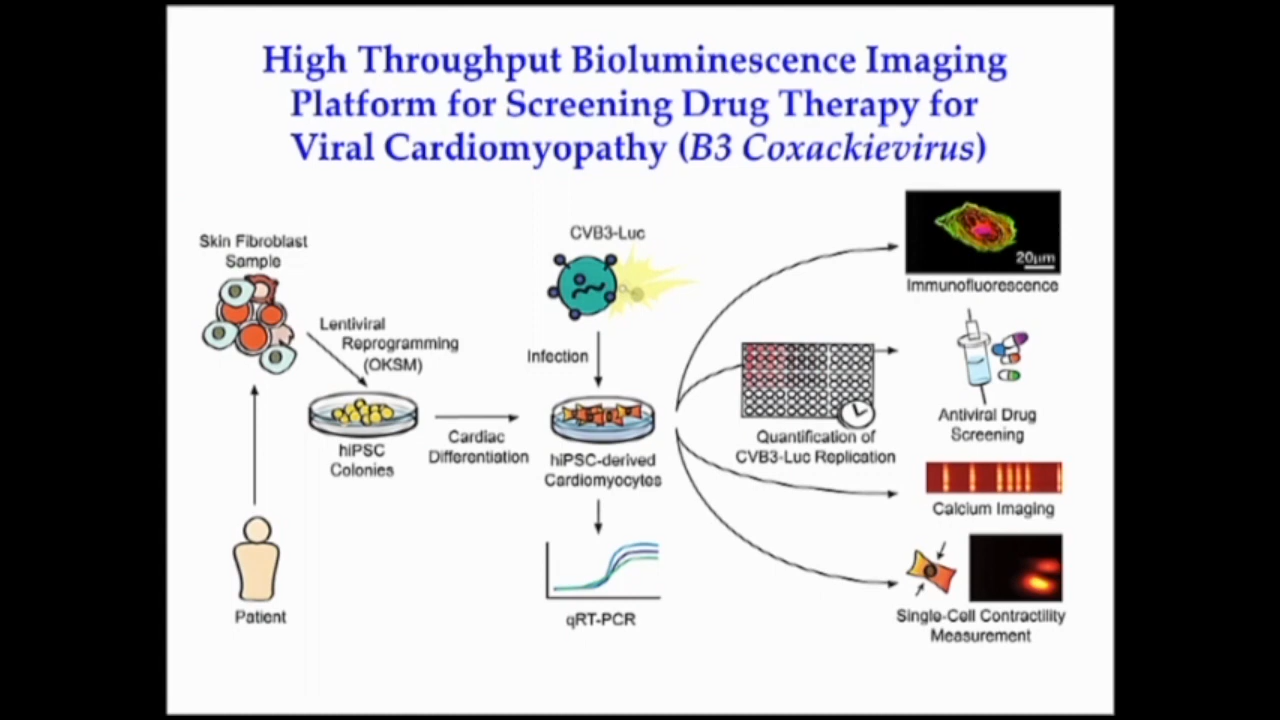 High Throughput Bioluminescence Imaging
Platform for Screening Drug Therapy for
Viral Cardiomyopathy (B3 Coxackievirus)
Skin Fibroblast
Sample
Lentiviral
Reprogramming
(OKSM)
hiPSC
Colonies
Patient
Cardiac
Differentiation
CVB3-Luc
Infection
hiPSC-derived
Cardiomyocytes
qRT-PCR
Quantification of
CVB3-Luc Replication
20μm
Immunofluorescence
Antiviral Drug
Screening
Calcium Imaging
Single-Cell Contractility
Measurement